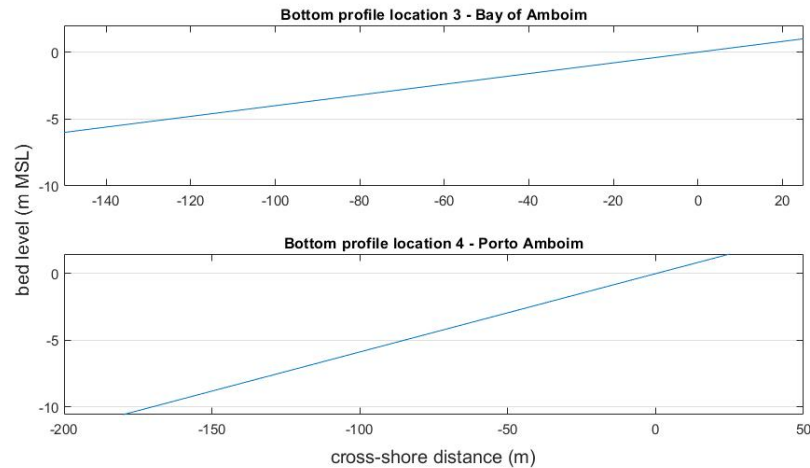 Bottom profile location 3 - Bay of Amboim
0
-5
-10
-140 -120 -100 -80 -60 -40 -20 0 20
bed level (m MSL)
Bottom profile location 4 - Porto Amboim
0
-5
-10
-200 -150 -100 -50 0 50
cross-shore distance (m)